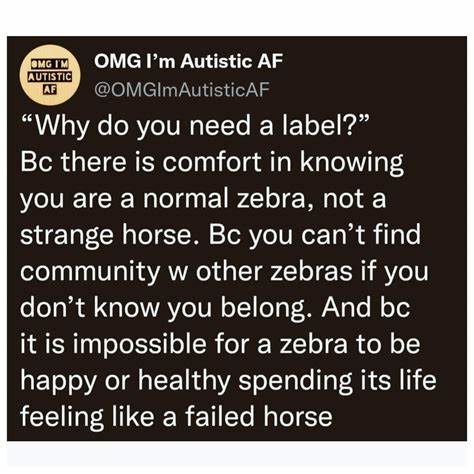 OMG I'M
AUTISTIC
AF
OMG I’m Autistic AF
@OMGImAutisticAF
“Why do you need a label?”
Bc there is comfort in knowing
you are a normal zebra, not a
strange horse. Bc you can’t find
community w other zebras if you
don’t know you belong. And bc
it is impossible for a zebra to be
happy or healthy spending its life
feeling like a failed horse